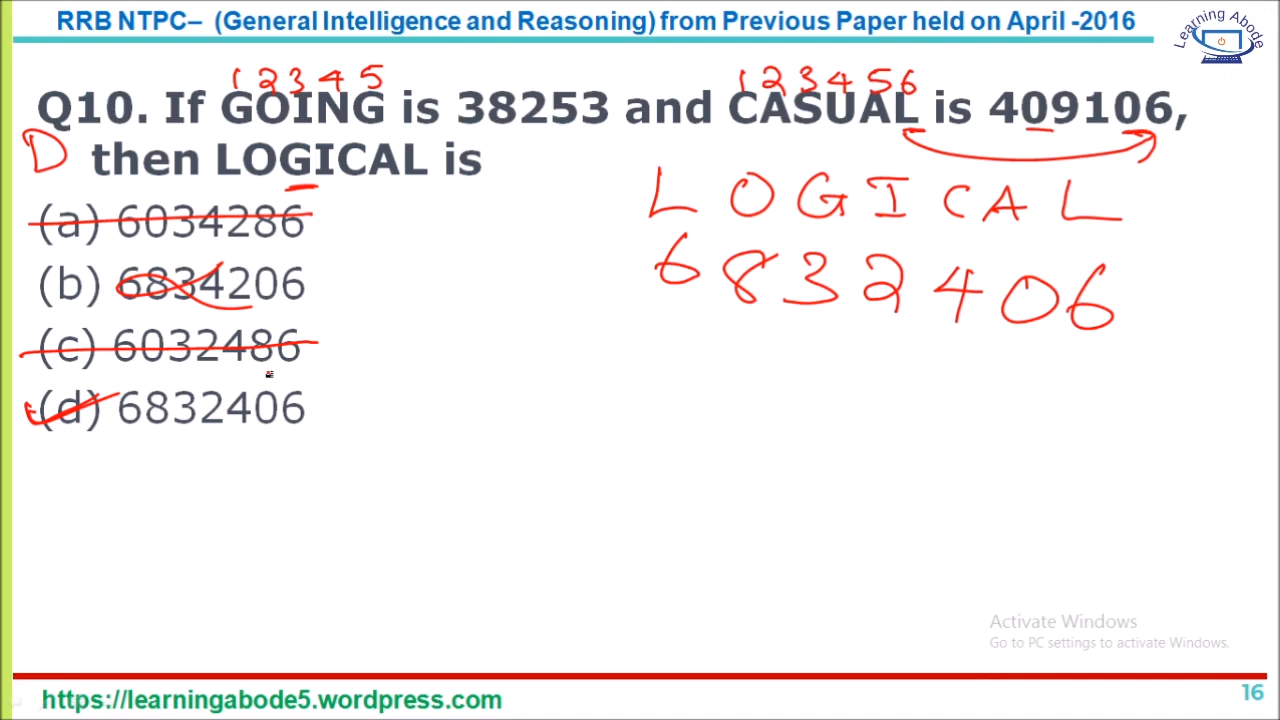 RRB NTPC– (General Intelligence and Reasoning) from Previous Paper held on April -2016
Learning Abode
1 2 3 4 5 1 2 3 4 5 6
Q10. If GOING is 38253 and CASUAL is 409106,
D then LOGICAL is
L O G I C A L
(a) 6034286
6 8 3 2 4 0 6
(b) 6834206
(c) 6032486
(d) 6832406
Activate Windows
Go to PC settings to activate Windows.
https://learningabode5.wordpress.com
16